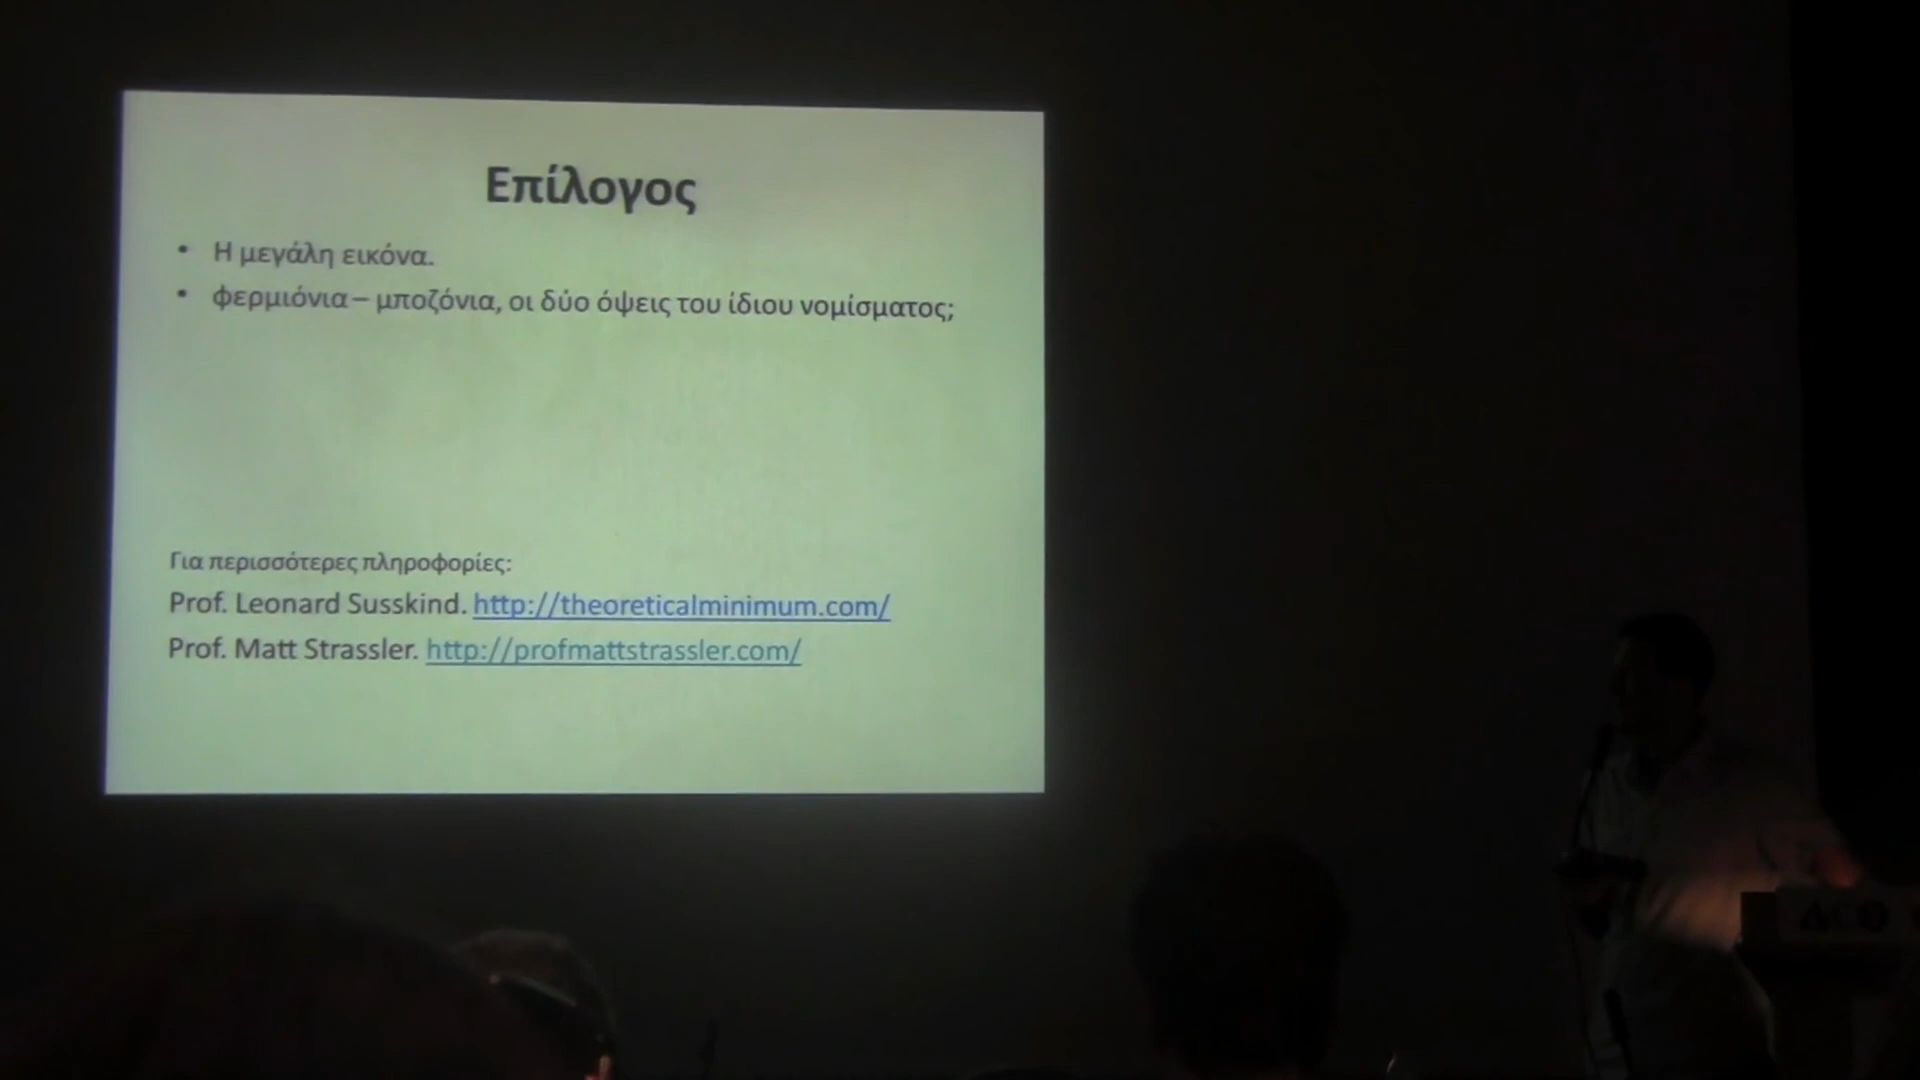 Επίλογος
• Η μεγάλη εικόνα.
• φερμιόνια – μποζόνια, οι δύο όψεις του ίδιου νομίσματος;
Για περισσότερες πληροφορίες:
Prof. Leonard Susskind. http://theoreticalminimum.com/
Prof. Matt Strassler. http://profmattstrassler.com/